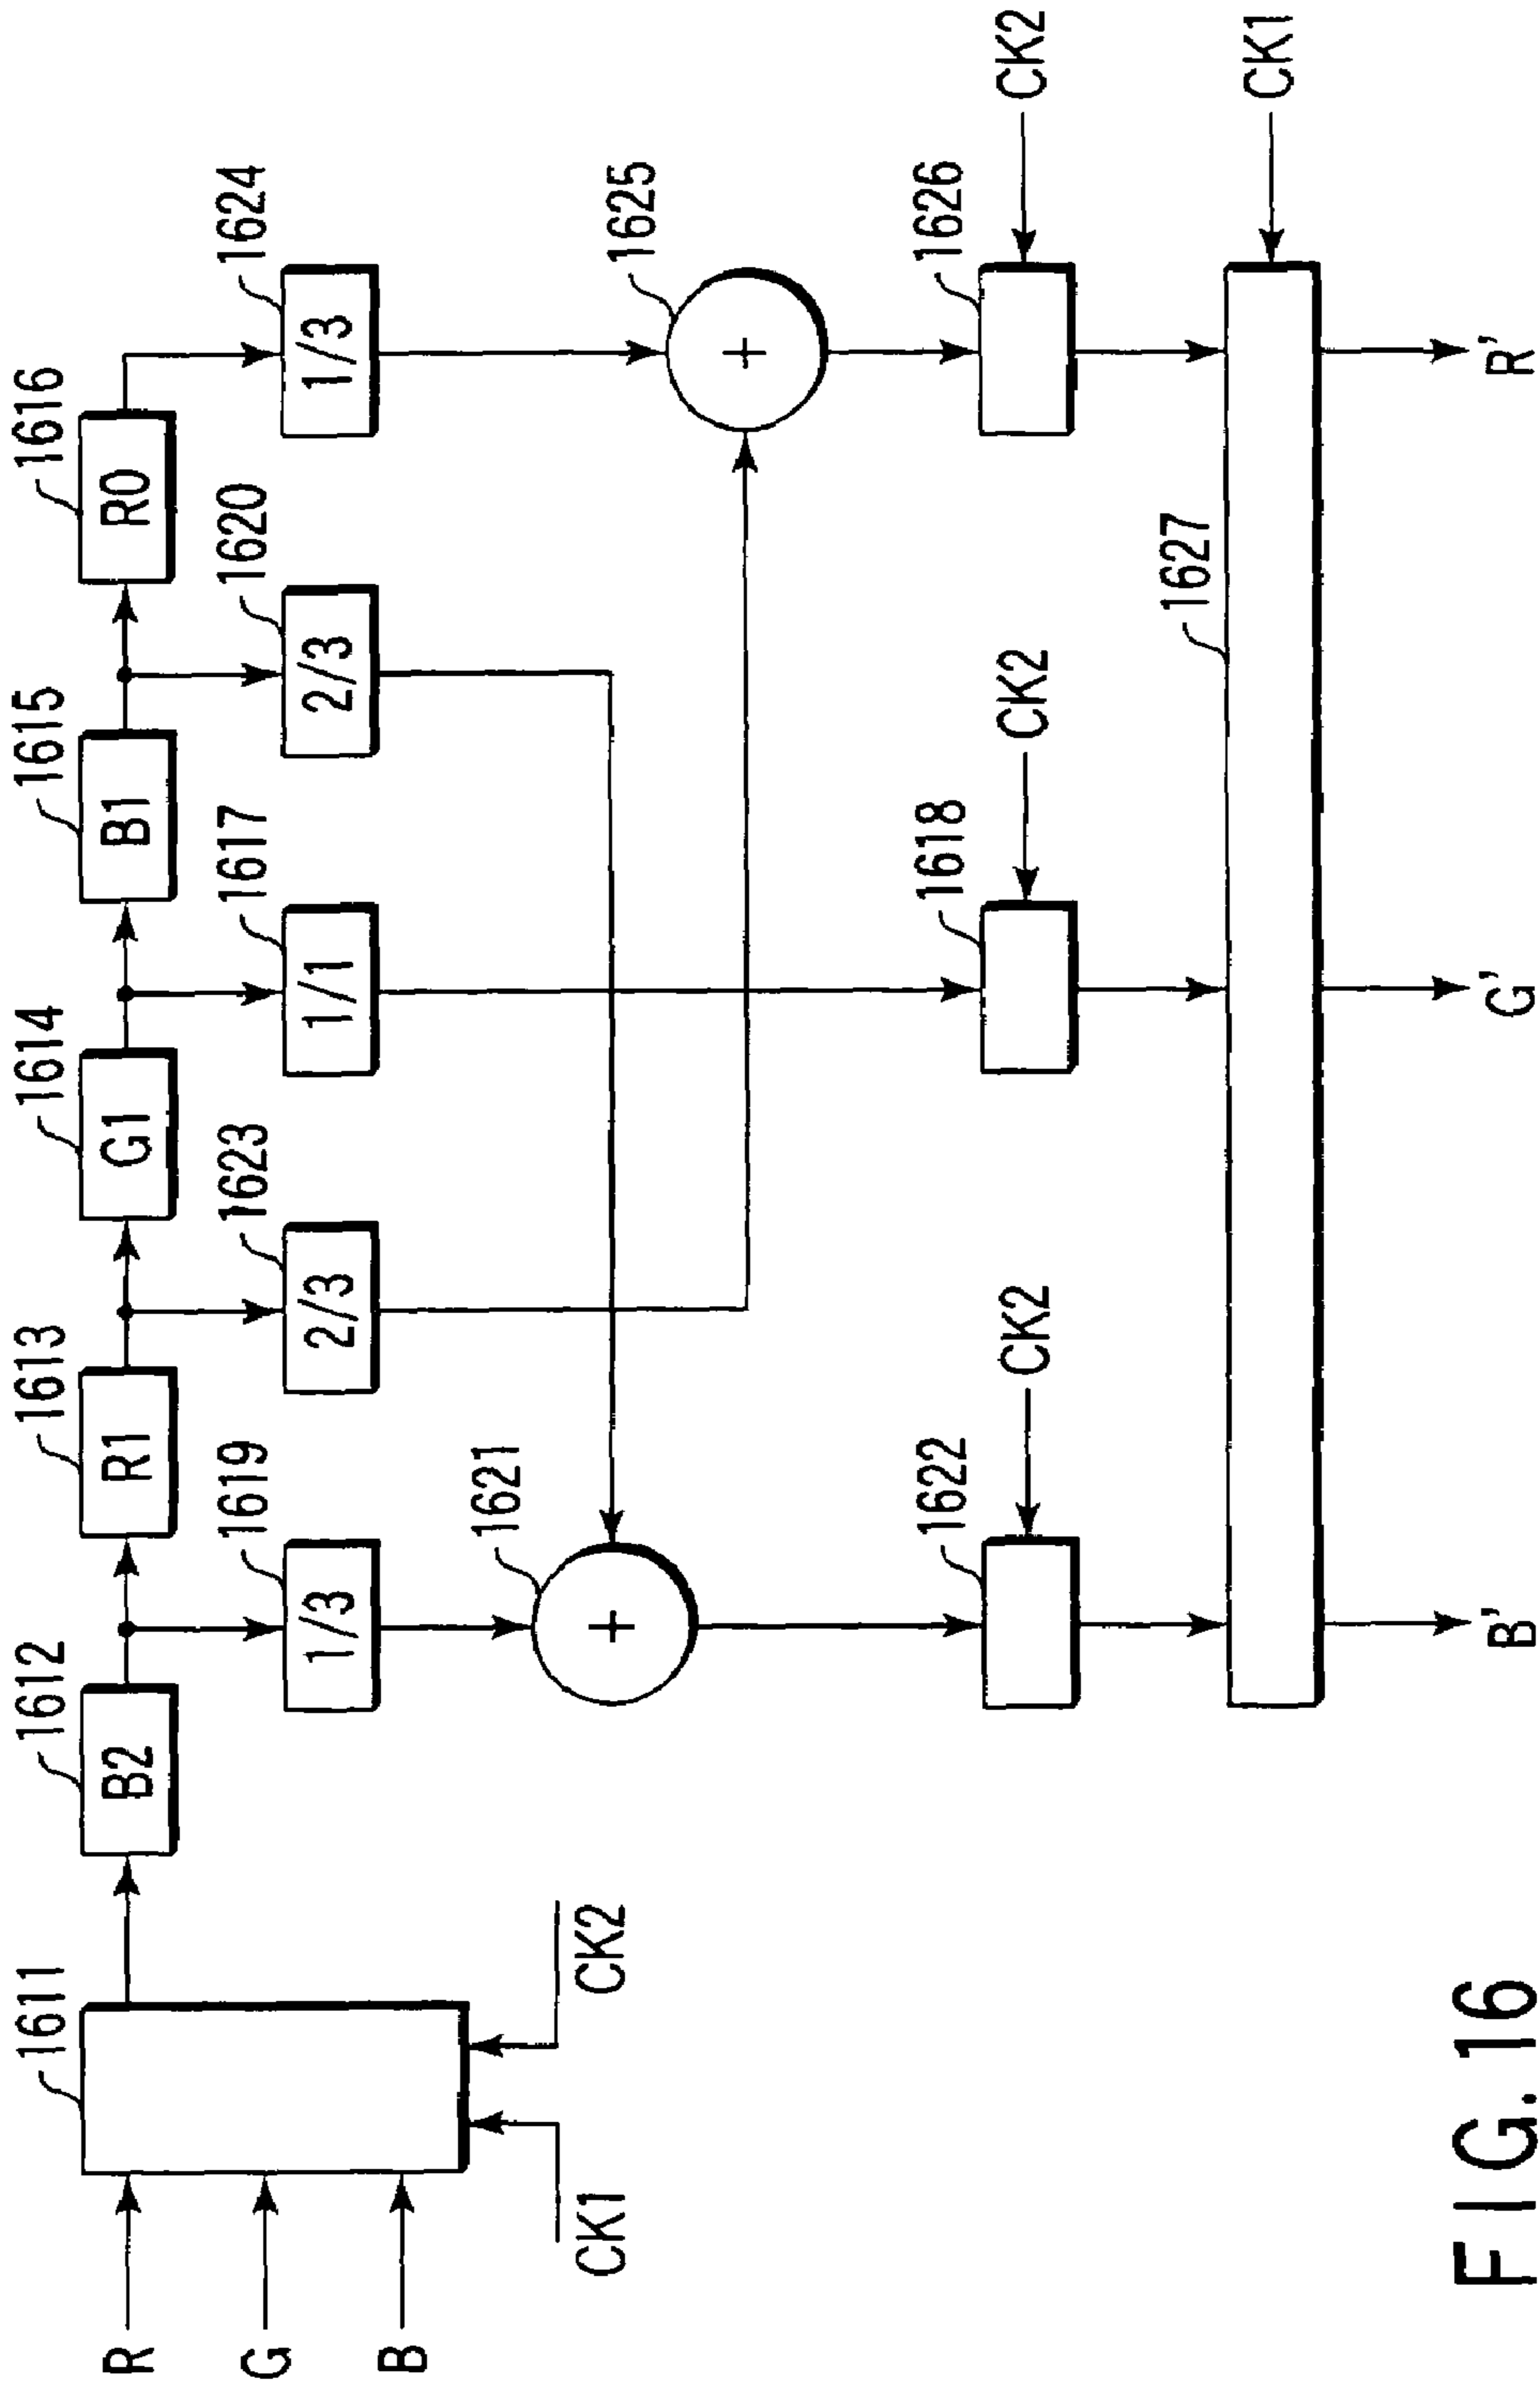 1611
1612
1613
1614
1615
1616
B2
R1
G1
B1
R0
R
G
B
CK1
CK2
1619
1623
1617
1620
1624
1/3
2/3
1/1
2/3
1/3
1621
+
1625
+
1622
CK2
1618
CK2
1626
CK2
1627
CK1
B'
G'
R'
FIG. 16